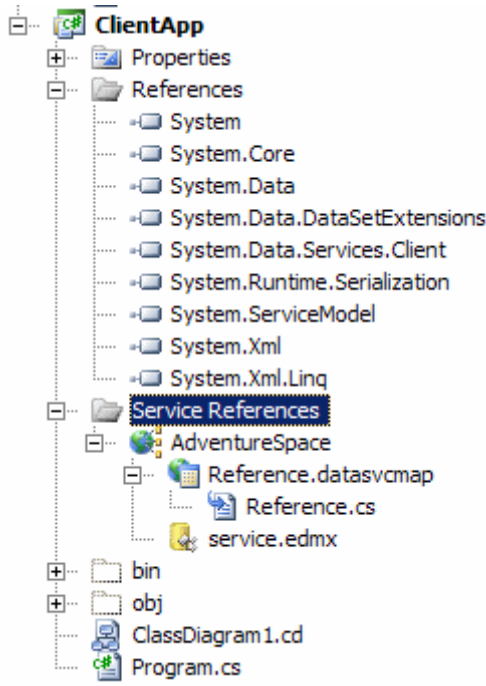 ClientApp
Properties
References
System
System.Core
System.Data
System.Data.DataSetExtensions
System.Data.Services.Client
System.Runtime.Serialization
System.ServiceModel
System.Xml
System.Xml.Linq
Service References
AdventureSpace
Reference.datasvcmap
Reference.cs
service.edmx
bin
obj
ClassDiagram1.cd
Program.cs